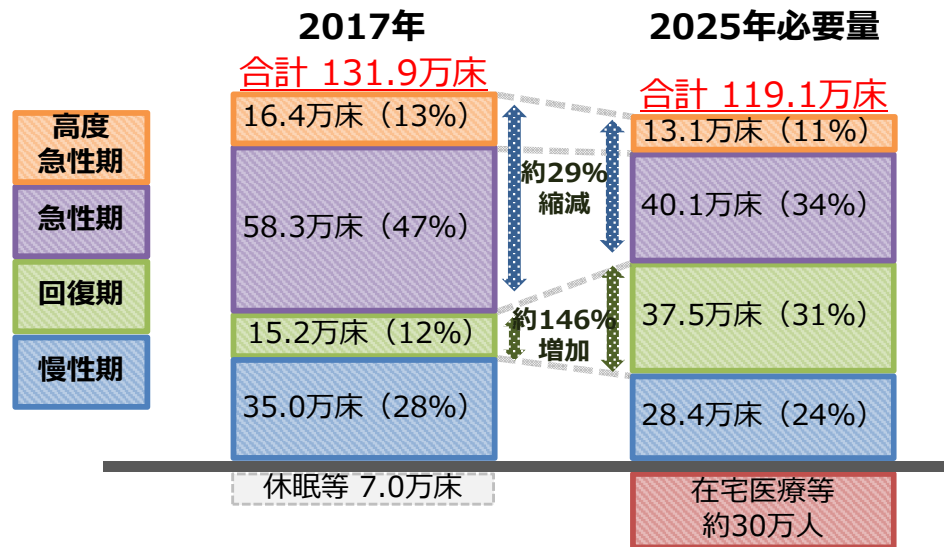 2017年
合計 131.9万床
2025年必要量
合計 119.1万床
高度
急性期
急性期
回復期
慢性期
16.4万床（13%）
58.3万床（47%）
15.2万床（12%）
35.0万床（28%）
休眠等 7.0万床
約29%
縮減
約146%
増加
13.1万床（11%）
40.1万床（34%）
37.5万床（31%）
28.4万床（24%）
在宅医療等
約30万人